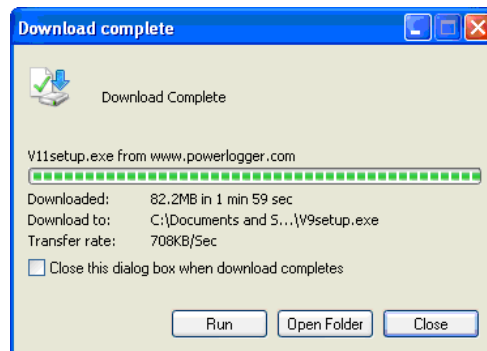 Download complete
Download Complete
V11setup.exe from www.powerlogger.com
Downloaded: 82.2MB in 1 min 59 sec
Download to: C:\Documents and S...\V9setup.exe
Transfer rate: 708KB/Sec
Close this dialog box when download completes
Run Open Folder Close